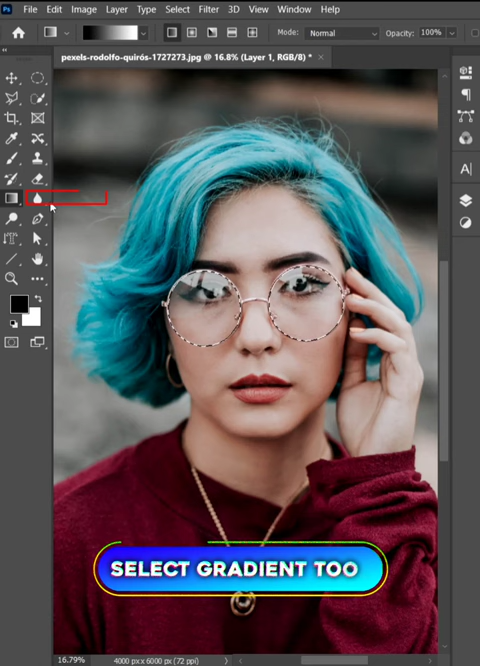 Ps File Edit Image Layer Type Select Filter 3D View Window Help
Mode: Normal Opacity: 100%
pexels-rodolfo-quirós-1727273.jpg @ 16.8% (Layer 1, RGB/8) * ×
SELECT GRADIENT TOO
16.79% 4000 px x 6000 px (72 ppi)